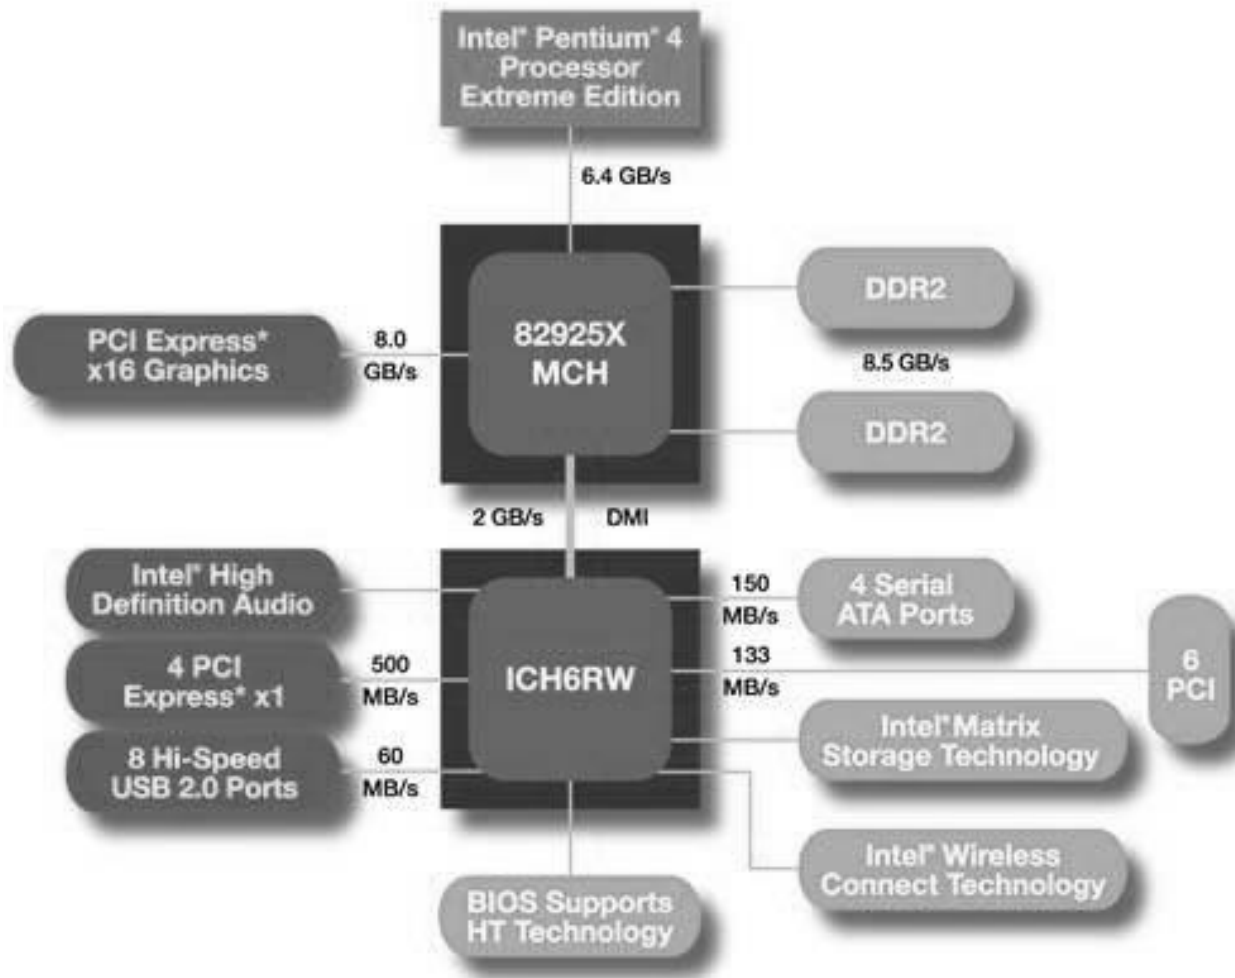 Intel® Pentium® 4
Processor
Extreme Edition
6.4 GB/s
DDR2
PCI Express*
x16 Graphics
8.0
GB/s
82925X
MCH
8.5 GB/s
DDR2
2 GB/s
DMI
Intel® High
Definition Audio
150
MB/s
4 Serial
ATA Ports
4 PCI
Express* x1
500
MB/s
ICH6RW
133
MB/s
6
PCI
Intel® Matrix
Storage Technology
8 Hi-Speed
USB 2.0 Ports
60
MB/s
Intel® Wireless
Connect Technology
BIOS Supports
HT Technology